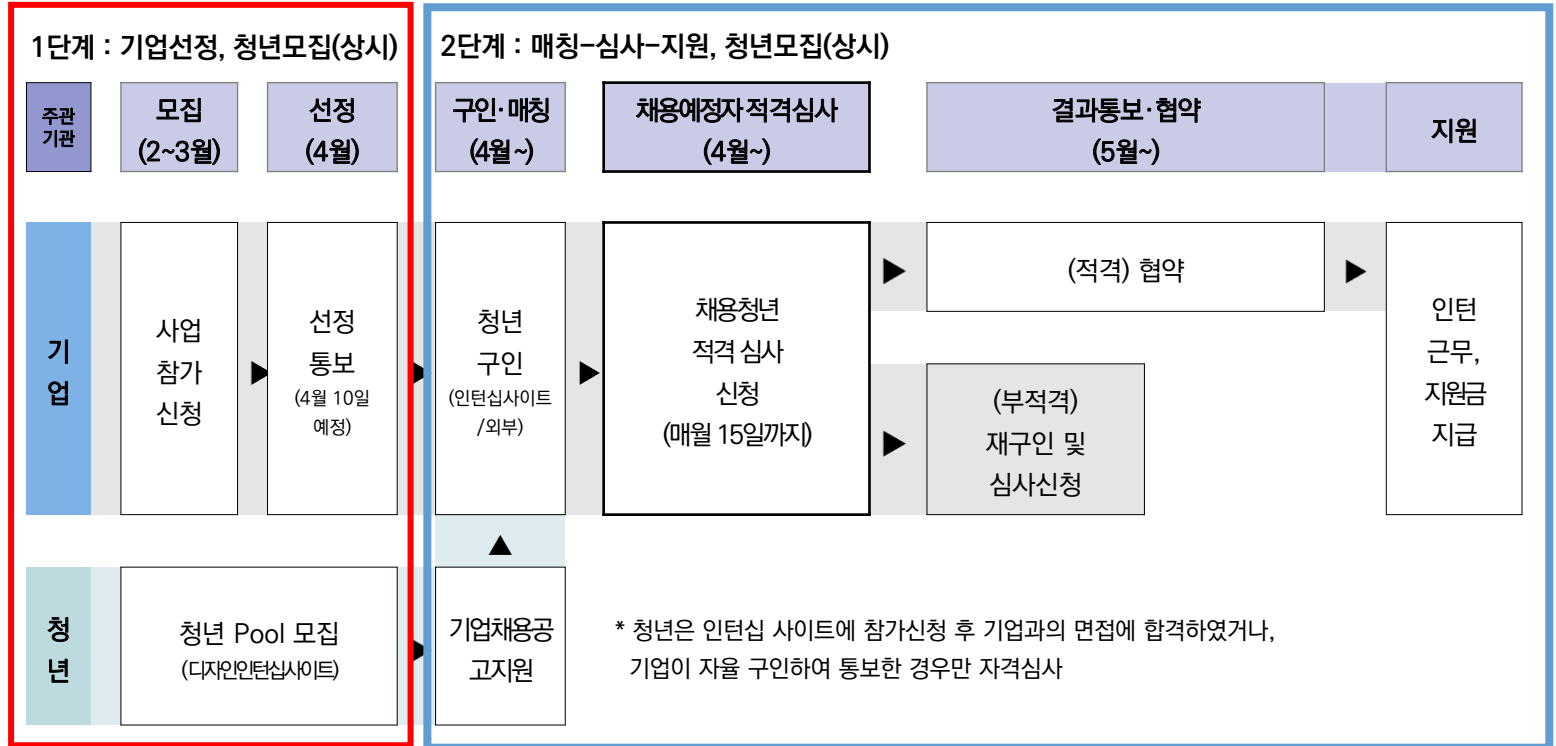 1단계 : 기업선정, 청년모집(상시)
2단계 : 매칭-심사-지원, 청년모집(상시)
주관
기관
모집
(2~3월)
선정
(4월)
구인·매칭
(4월~)
채용예정자 적격심사
(4월~)
결과통보·협약
(5월~)
지원
기
업
사업
참가
신청
▶
선정
통보
(4월 10일
예정)
▶
청년
구인
(인턴십사이트
/외부)
▶
채용청년
적격 심사
신청
(매월 15일까지)
▶
(적격) 협약
▶
▶
(부적격)
재구인 및
심사신청
인턴
근무,
지원금
지급
▲
청
년
청년 Pool 모집
(디자인인턴십사이트)
▶
기업채용공
고지원
* 청년은 인턴십 사이트에 참가신청 후 기업과의 면접에 합격하였거나,
기업이 자율 구인하여 통보한 경우만 자격심사